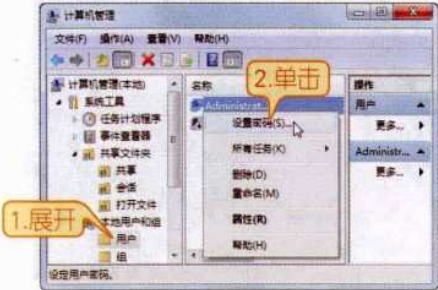 计算机管理
文件(F) 操作(A) 查看(V) 帮助(H)
计算机管理(本地)
系统工具
任务计划程序
事件查看器
共享文件夹
共享
会话
打开文件
本地用户和组
用户
组
1.展开
名称
Administrat...
2.单击
设置密码(S)...
所有任务(K)
删除(D)
重命名(M)
属性(R)
帮助(H)
操作
用户
更多...
Administr...
更多...
设定用户密码。